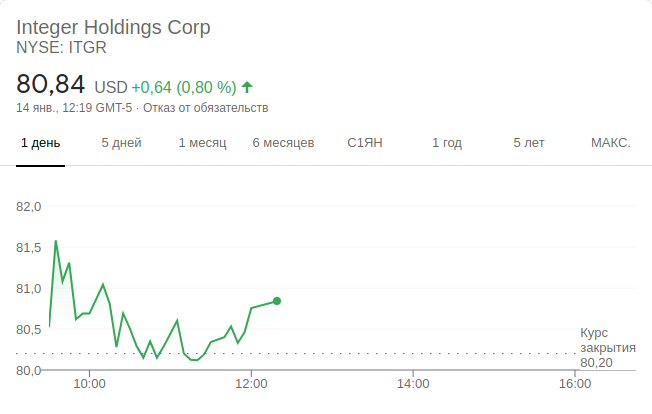 Integer Holdings Corp
NYSE: ITGR
80,84 USD +0,64 (0,80 %)
14 янв., 12:19 GMT-5 · Отказ от обязательств
1 день 5 дней 1 месяц 6 месяцев С1ЯН 1 год 5 лет МАКС.
82,0
81,5
81,0
80,5
80,0
Курс
закрытия
80,20
10:00 12:00 14:00 16:00